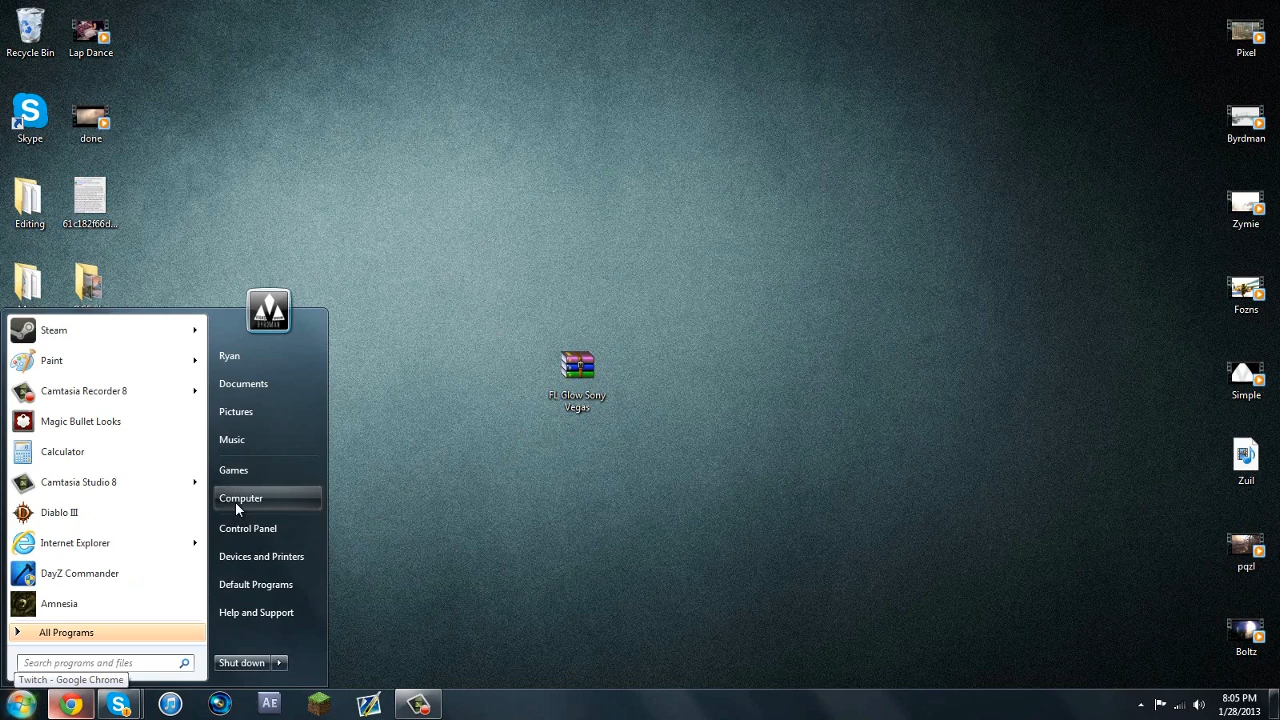 Recycle Bin
Lap Dance
Skype
done
Editing
61c182f66d...
Pixel
Byrdman
Zymie
Fozns
Simple
Zuil
pqzl
Boltz
FL Glow Sony
Vegas
Steam
Paint
Camtasia Recorder 8
Magic Bullet Looks
Calculator
Camtasia Studio 8
Diablo III
Internet Explorer
DayZ Commander
Amnesia
All Programs
Search programs and files
Twitch - Google Chrome
BYRDMAN
Ryan
Documents
Pictures
Music
Games
Computer
Control Panel
Devices and Printers
Default Programs
Help and Support
Shut down
Ae
8:05 PM
1/28/2013